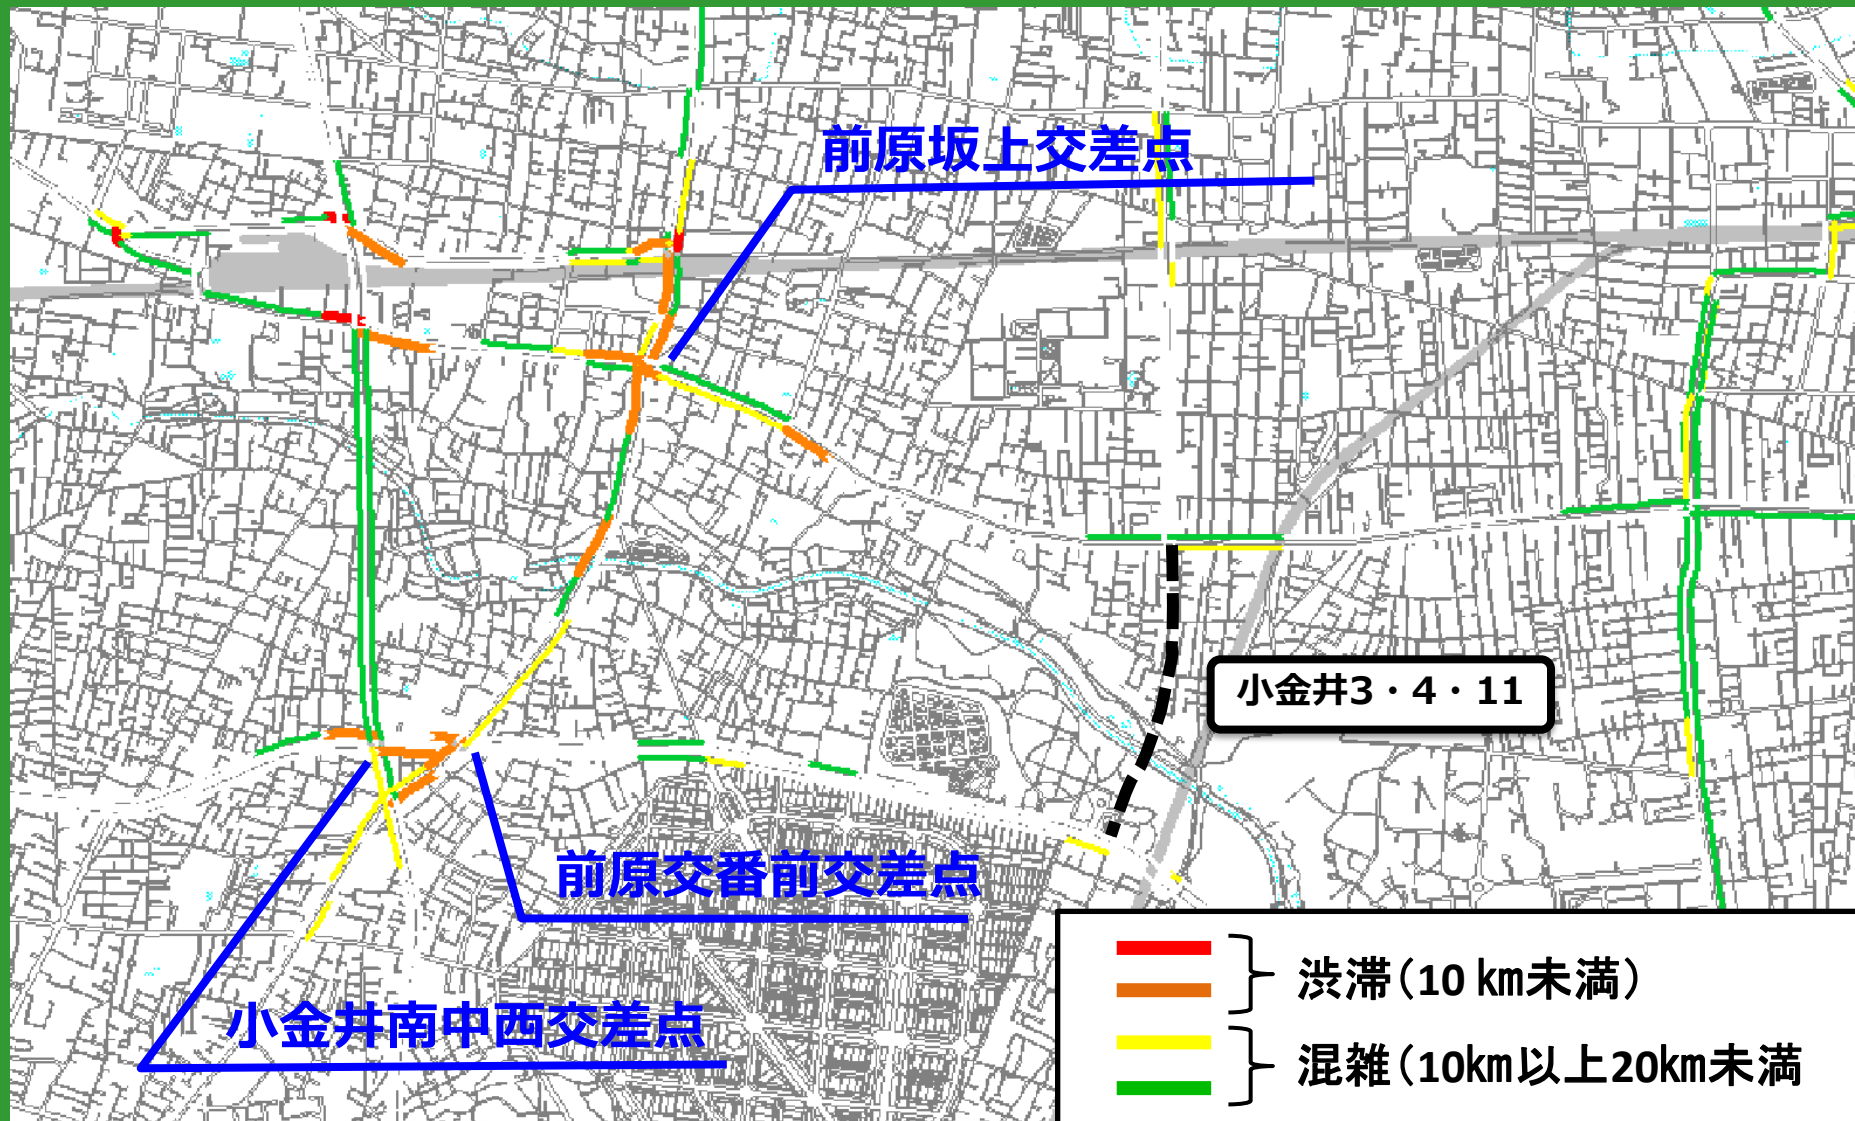 前原坂上交差点
小金井3・4・11
前原交番前交差点
小金井南中西交差点
渋滞(10 km未満)
混雑(10km以上20km未満